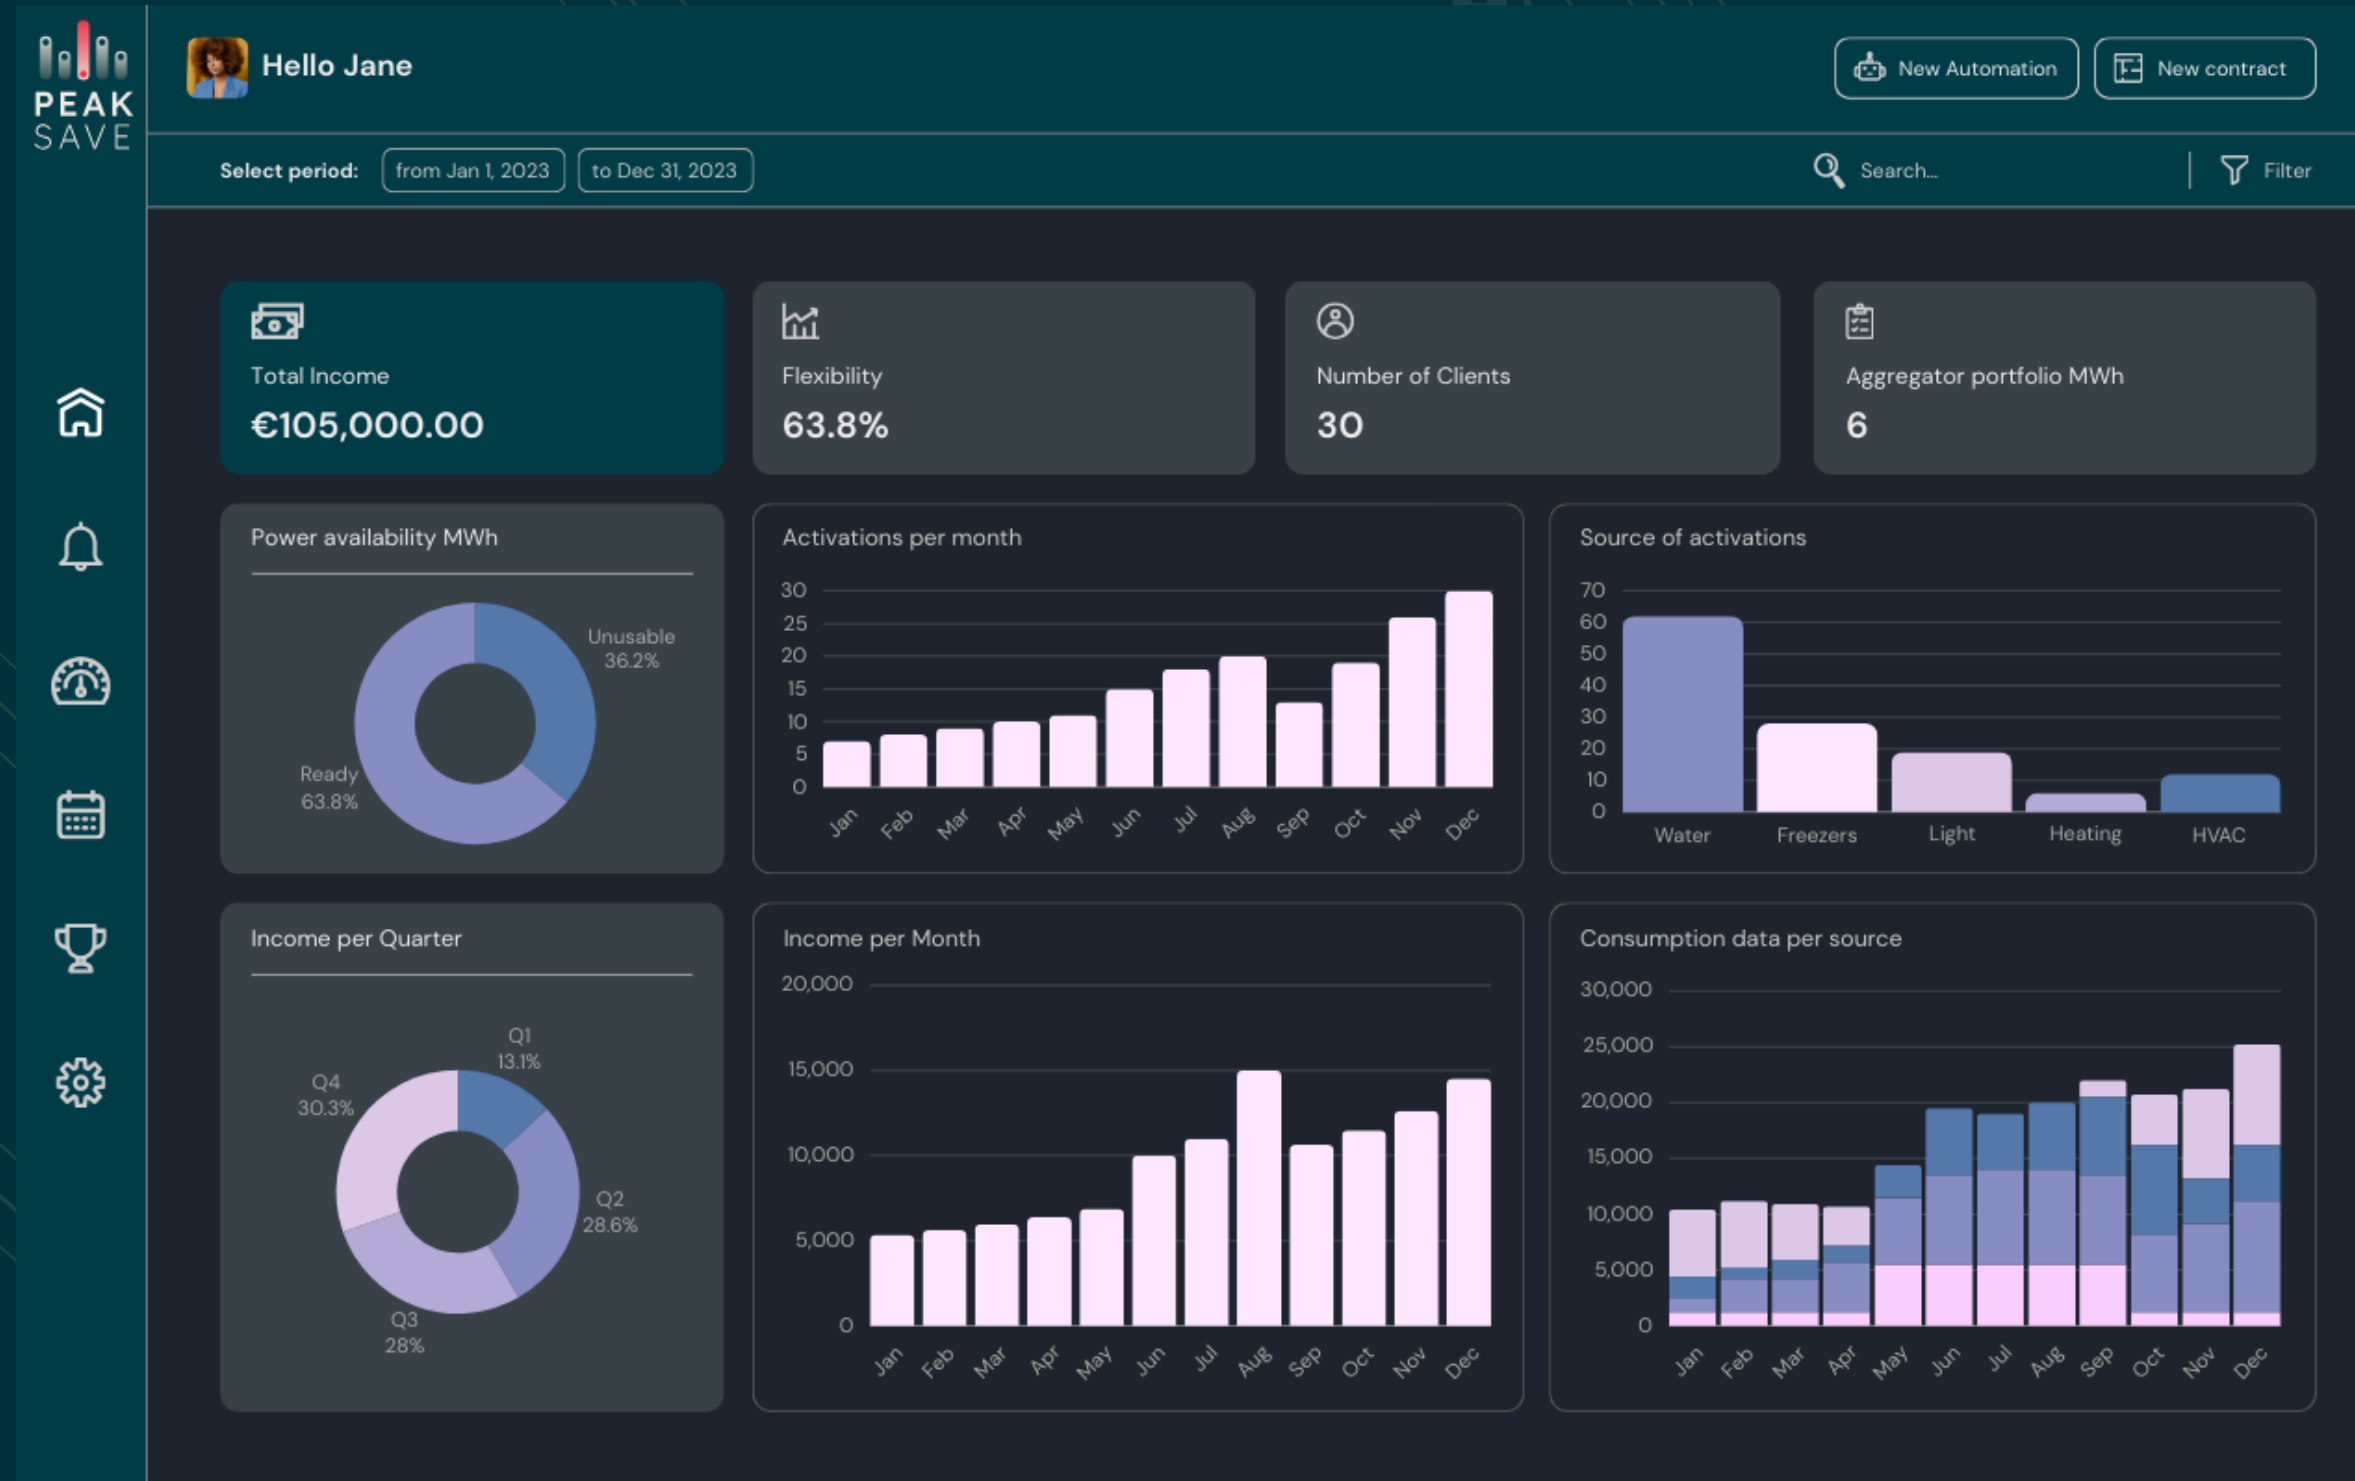 PEAK
SAVE
Hello Jane
New Automation
New contract
Select period:
from Jan 1, 2023
to Dec 31, 2023
Search...
Filter
Total Income
€105,000.00
Flexibility
63.8%
Number of Clients
30
Aggregator portfolio MWh
6
Power availability MWh
Unusable
36.2%
Ready
63.8%
Activations per month
30
25
20
15
10
5
0
Jan Feb Mar Apr May Jun Jul Aug Sep Oct Nov Dec
Source of activations
70
60
50
40
30
20
10
0
Water Freezers Light Heating HVAC
Income per Quarter
Q1
13.1%
Q4
30.3%
Q2
28.6%
Q3
28%
Income per Month
20,000
15,000
10,000
5,000
0
Jan Feb Mar Apr May Jun Jul Aug Sep Oct Nov Dec
Consumption data per source
30,000
25,000
20,000
15,000
10,000
5,000
0
Jan Feb Mar Apr May Jun Jul Aug Sep Oct Nov Dec